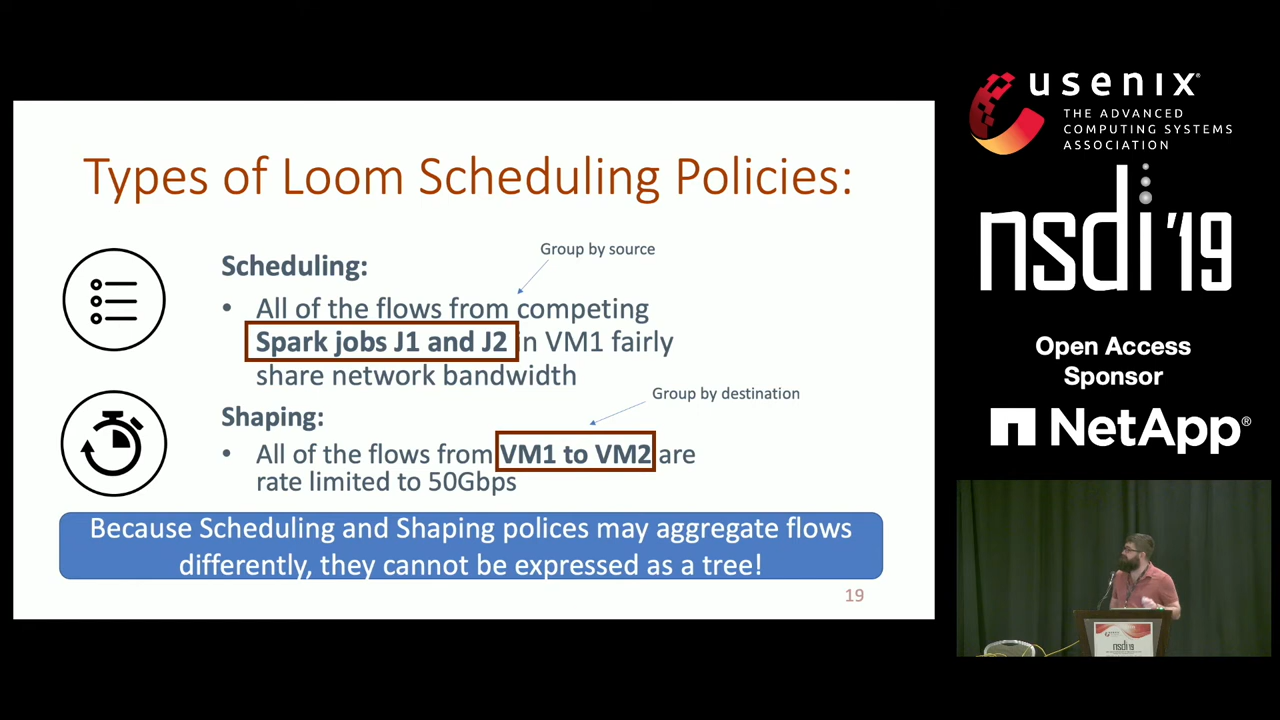 Types of Loom Scheduling Policies:
Group by source
Scheduling:
• All of the flows from competing
Spark jobs J1 and J2 in VM1 fairly
share network bandwidth
Group by destination
Shaping:
• All of the flows from VM1 to VM2 are
rate limited to 50Gbps
Because Scheduling and Shaping polices may aggregate flows
differently, they cannot be expressed as a tree!
19
usenix®
THE ADVANCED
COMPUTING SYSTEMS
ASSOCIATION
nsdi '19
Open Access
Sponsor
NetApp®
usenix
nsdi '19